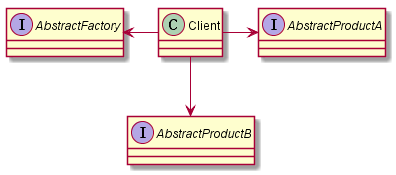 I AbstractFactory
C Client
I AbstractProductA
I AbstractProductB